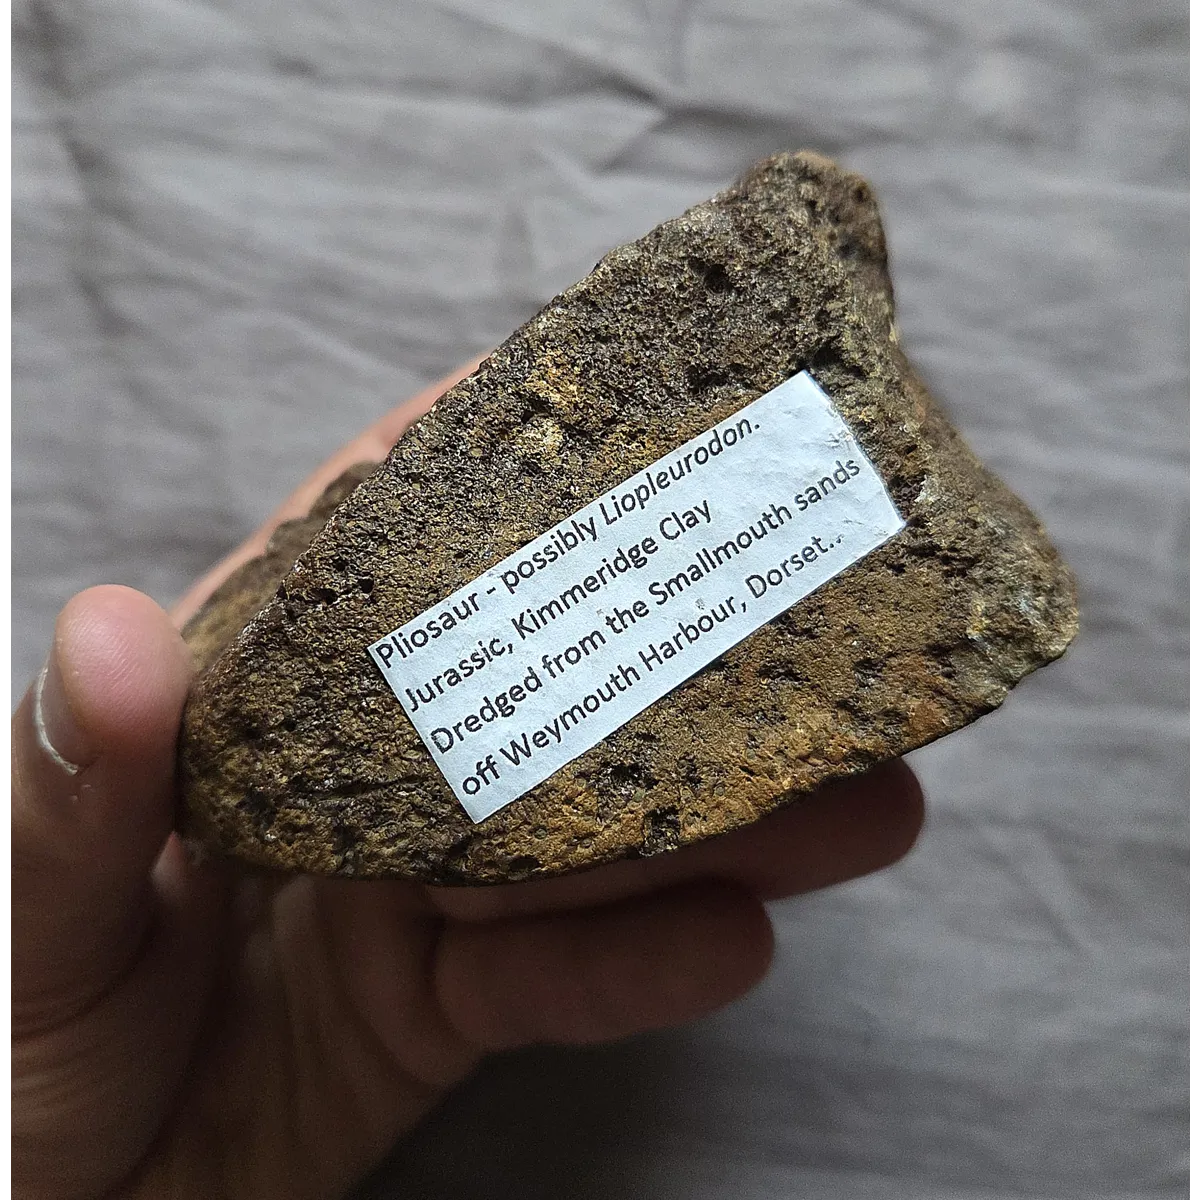 Pliosaur - possibly Liopleurodon.
Jurassic, Kimmeridge Clay
Dredged from the Smallmouth sands
off Weymouth Harbour, Dorset..